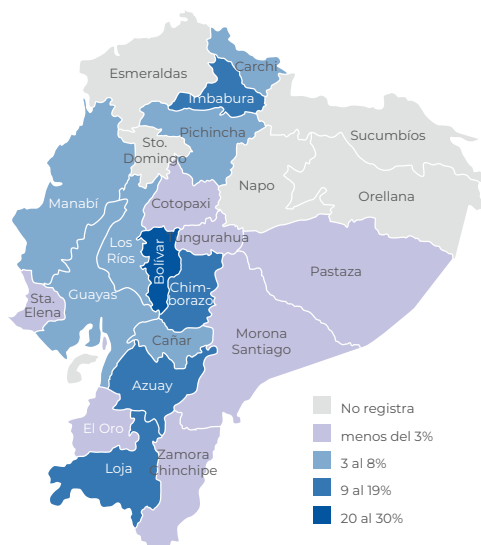 Carchi
Esmeraldas
Imbabura
Pichincha
Sucumbíos
Sto.
Domingo
Napo
Orellana
Manabí
Cotopaxi
Los
Ríos
Bolívar
ungurahua
Pastaza
Chim-
borazo
Sta.
Elena
Guayas
Cañar
Morona
Santiago
Azuay
El Oro
Loja
Zamora
Chinchipe
No registra
menos del 3%
3 al 8%
9 al 19%
20 al 30%